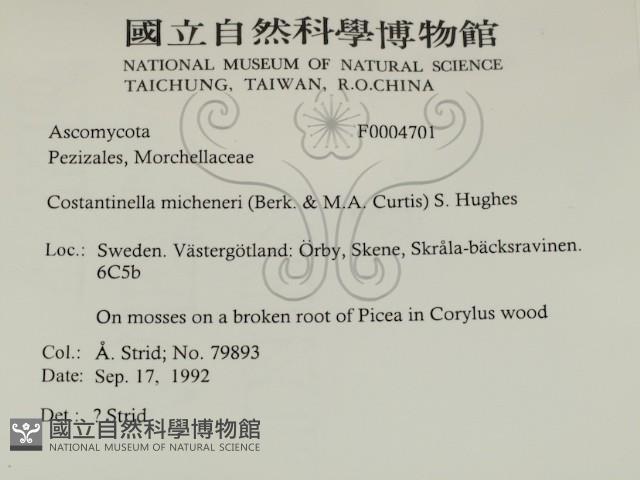 國立自然科學博物館
NATIONAL MUSEUM OF NATURAL SCIENCE
TAICHUNG, TAIWAN, R.O.CHINA
Ascomycota F0004701
Pezizales, Morchellaceae
Costantinella micheneri (Berk. & M.A. Curtis) S. Hughes
Loc.: Sweden. Västergötland: Örby, Skene, Skråla-bäcksravinen.
6C5b
On mosses on a broken root of Picea in Corylus wood
Col.: Å. Strid; No. 79893
Date: Sep. 17, 1992
Det.: ? Strid
國立自然科學博物館
NATIONAL MUSEUM OF NATURAL SCIENCE